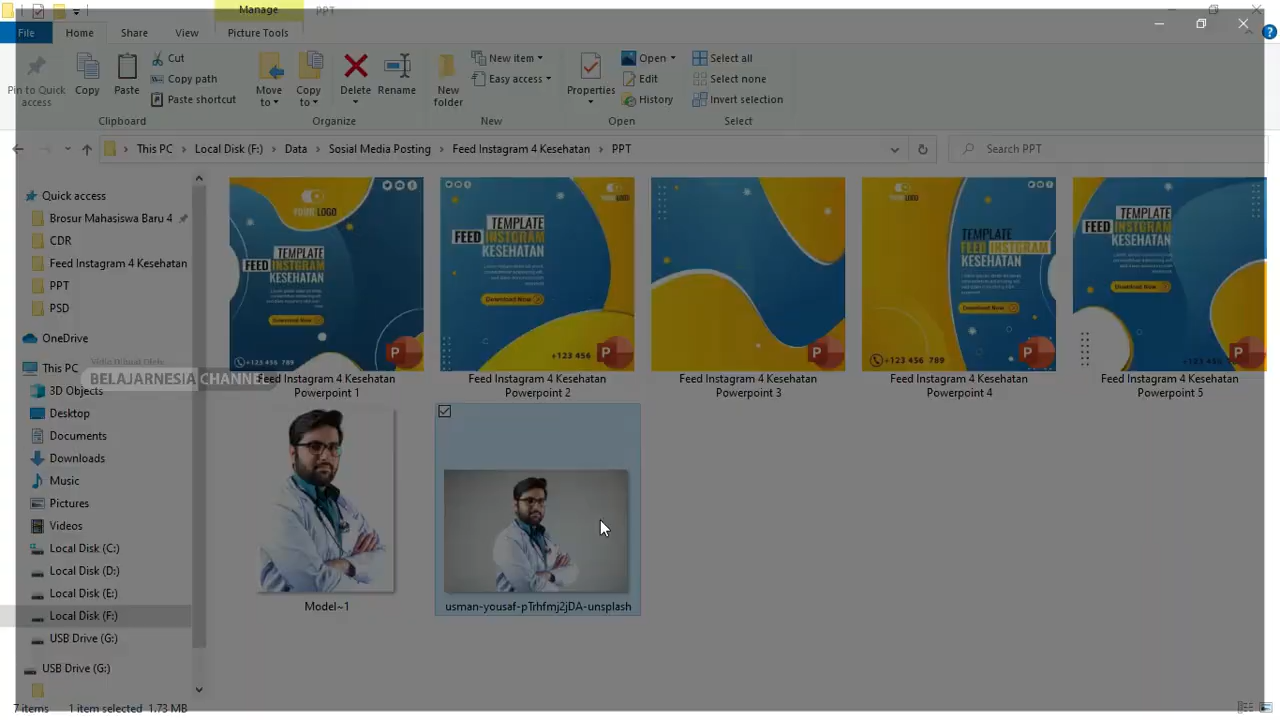 Manage
PPT
File
Home
Share
View
Picture Tools
Pin to Quick
access
Copy
Paste
Cut
Copy path
Paste shortcut
Clipboard
Move
to
Copy
to
Delete
Rename
Organize
New
folder
New item
Easy access
New
Properties
Open
Edit
History
Open
Select all
Select none
Invert selection
Select
This PC
Local Disk (F:)
Data
Sosial Media Posting
Feed Instagram 4 Kesehatan
PPT
Search PPT
Quick access
Brosur Mahasiswa Baru 4
CDR
Feed Instagram 4 Kesehatan
PPT
PSD
OneDrive
This PC
3D Objects
Desktop
Documents
Downloads
Music
Pictures
Videos
Local Disk (C:)
Local Disk (D:)
Local Disk (E:)
Local Disk (F:)
USB Drive (G:)
USB Drive (G:)
BELAJARNESIA CHANNEL
YOUR LOGO
TEMPLATE
FEED INSTGRAM
KESEHATAN
Download Now
+123 456 789
P
Feed Instagram 4 Kesehatan
Powerpoint 1
TEMPLATE
FEED INSTGRAM
KESEHATAN
Download Now
+123 456
P
Feed Instagram 4 Kesehatan
Powerpoint 2
P
Feed Instagram 4 Kesehatan
Powerpoint 3
TEMPLATE
FEED INSTGRAM
KESEHATAN
Download Now
+123 456 789
P
Feed Instagram 4 Kesehatan
Powerpoint 4
TEMPLATE
FEED INSTGRAM
KESEHATAN
Download Now
+123 456
P
Feed Instagram 4 Kesehatan
Powerpoint 5
Model~1
usman-yousaf-pTrhfmj2jDA-unsplash
7 items
1 item selected 1.73 MB